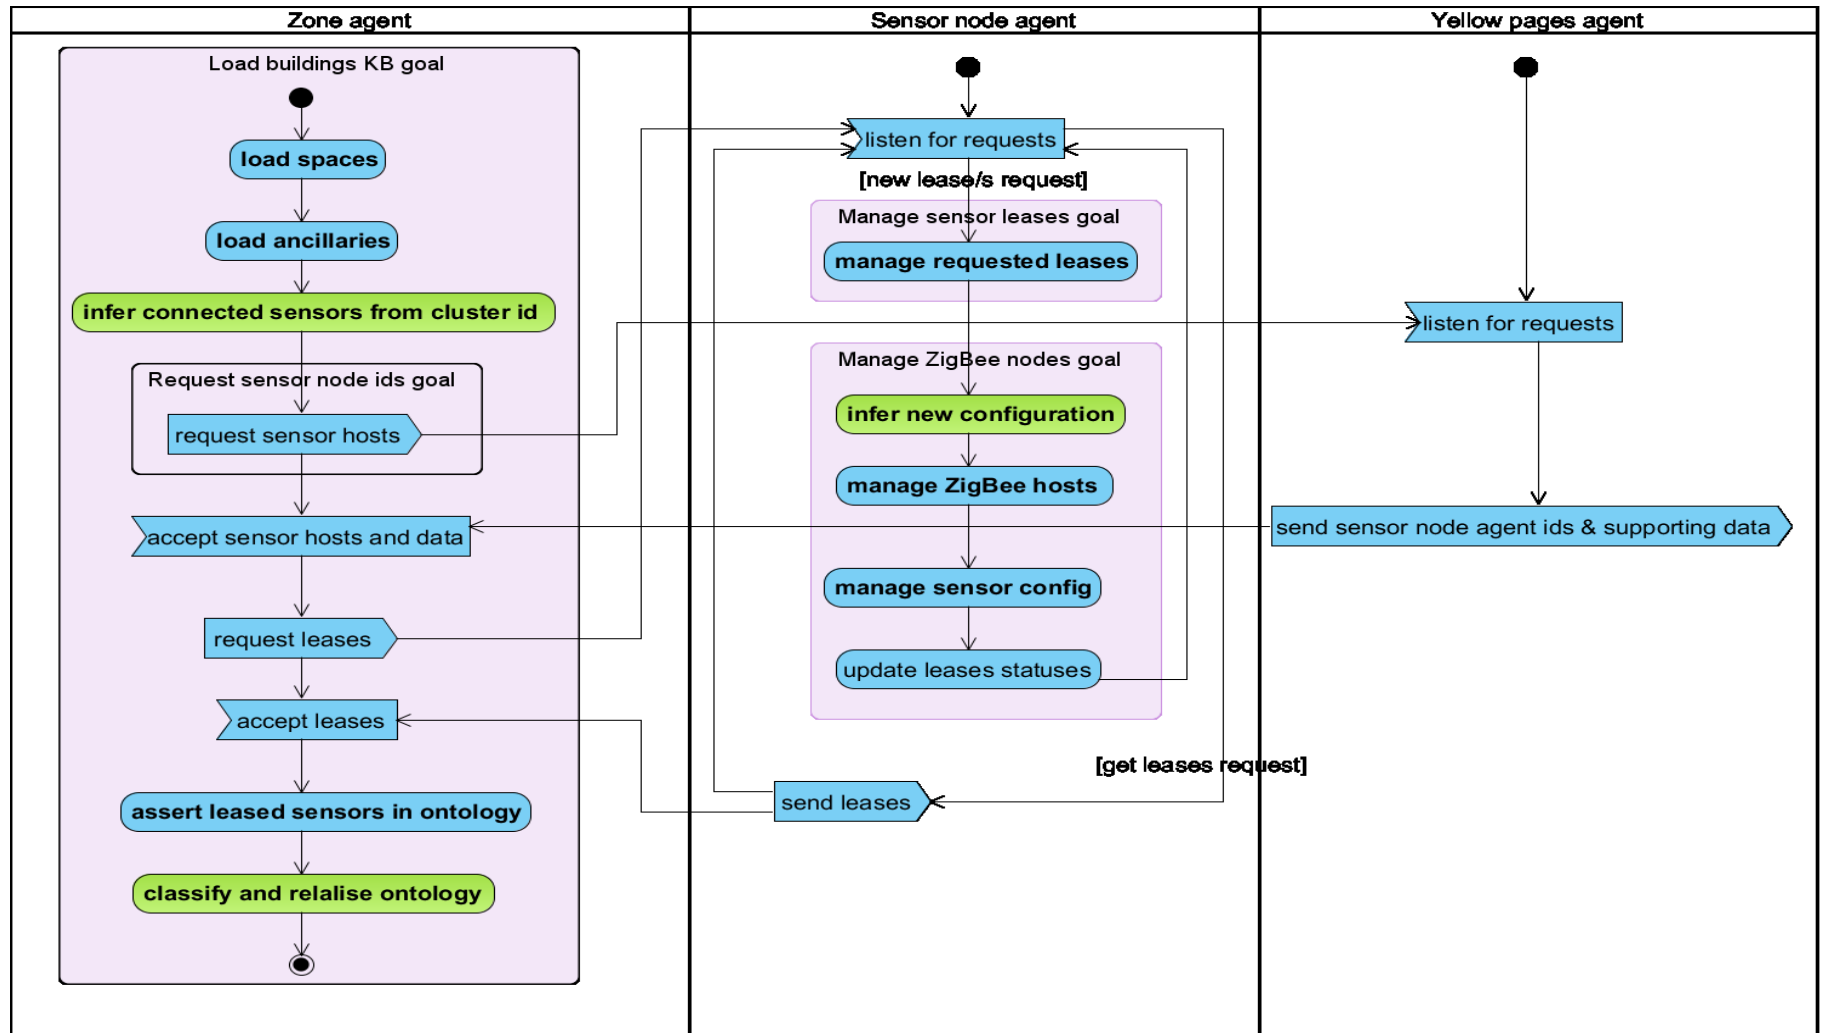 Zone agent
Sensor node agent
Yellow pages agent
Load buildings KB goal
load spaces
load ancillaries
infer connected sensors from cluster id
Request sensor node ids goal
request sensor hosts
accept sensor hosts and data
request leases
accept leases
assert leased sensors in ontology
classify and relalise ontology
listen for requests
[new lease/s request]
Manage sensor leases goal
manage requested leases
Manage ZigBee nodes goal
infer new configuration
manage ZigBee hosts
manage sensor config
update leases statuses
[get leases request]
send leases
listen for requests
send sensor node agent ids & supporting data